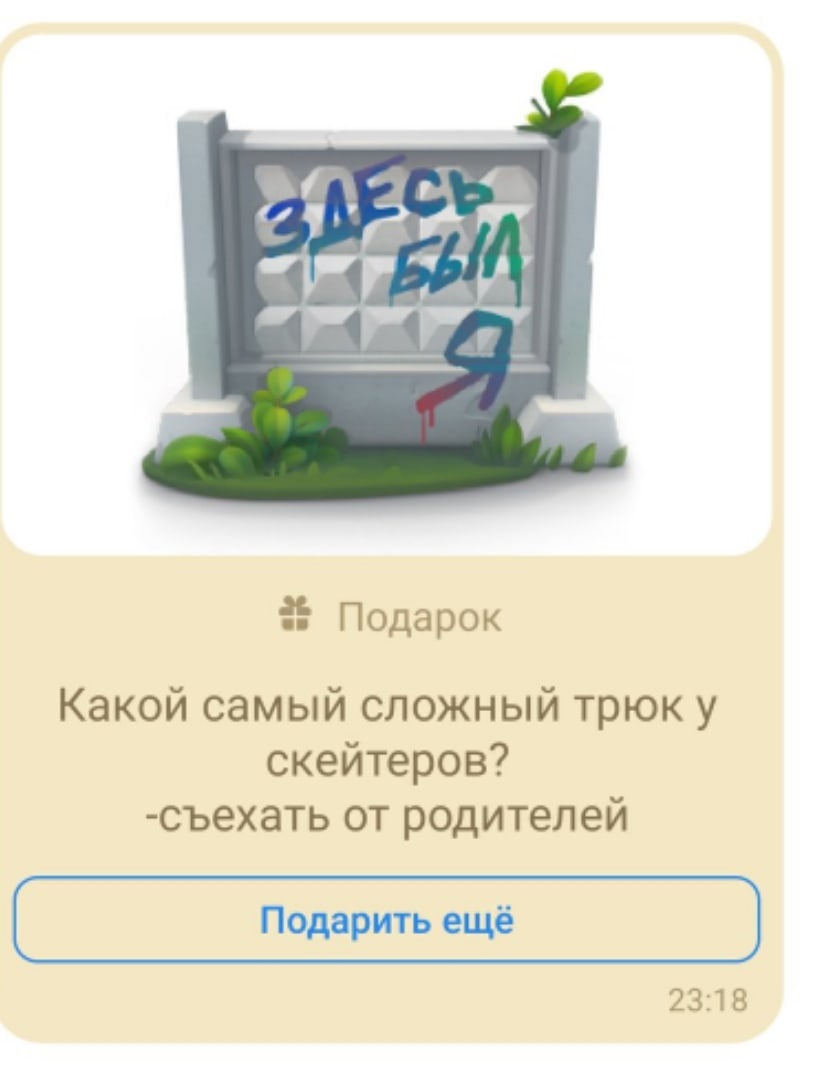 ЗДЕСЬ
БЫЛ
Я
Подарок
Какой самый сложный трюк у
скейтеров?
-съехать от родителей
Подарить ещё
23:18